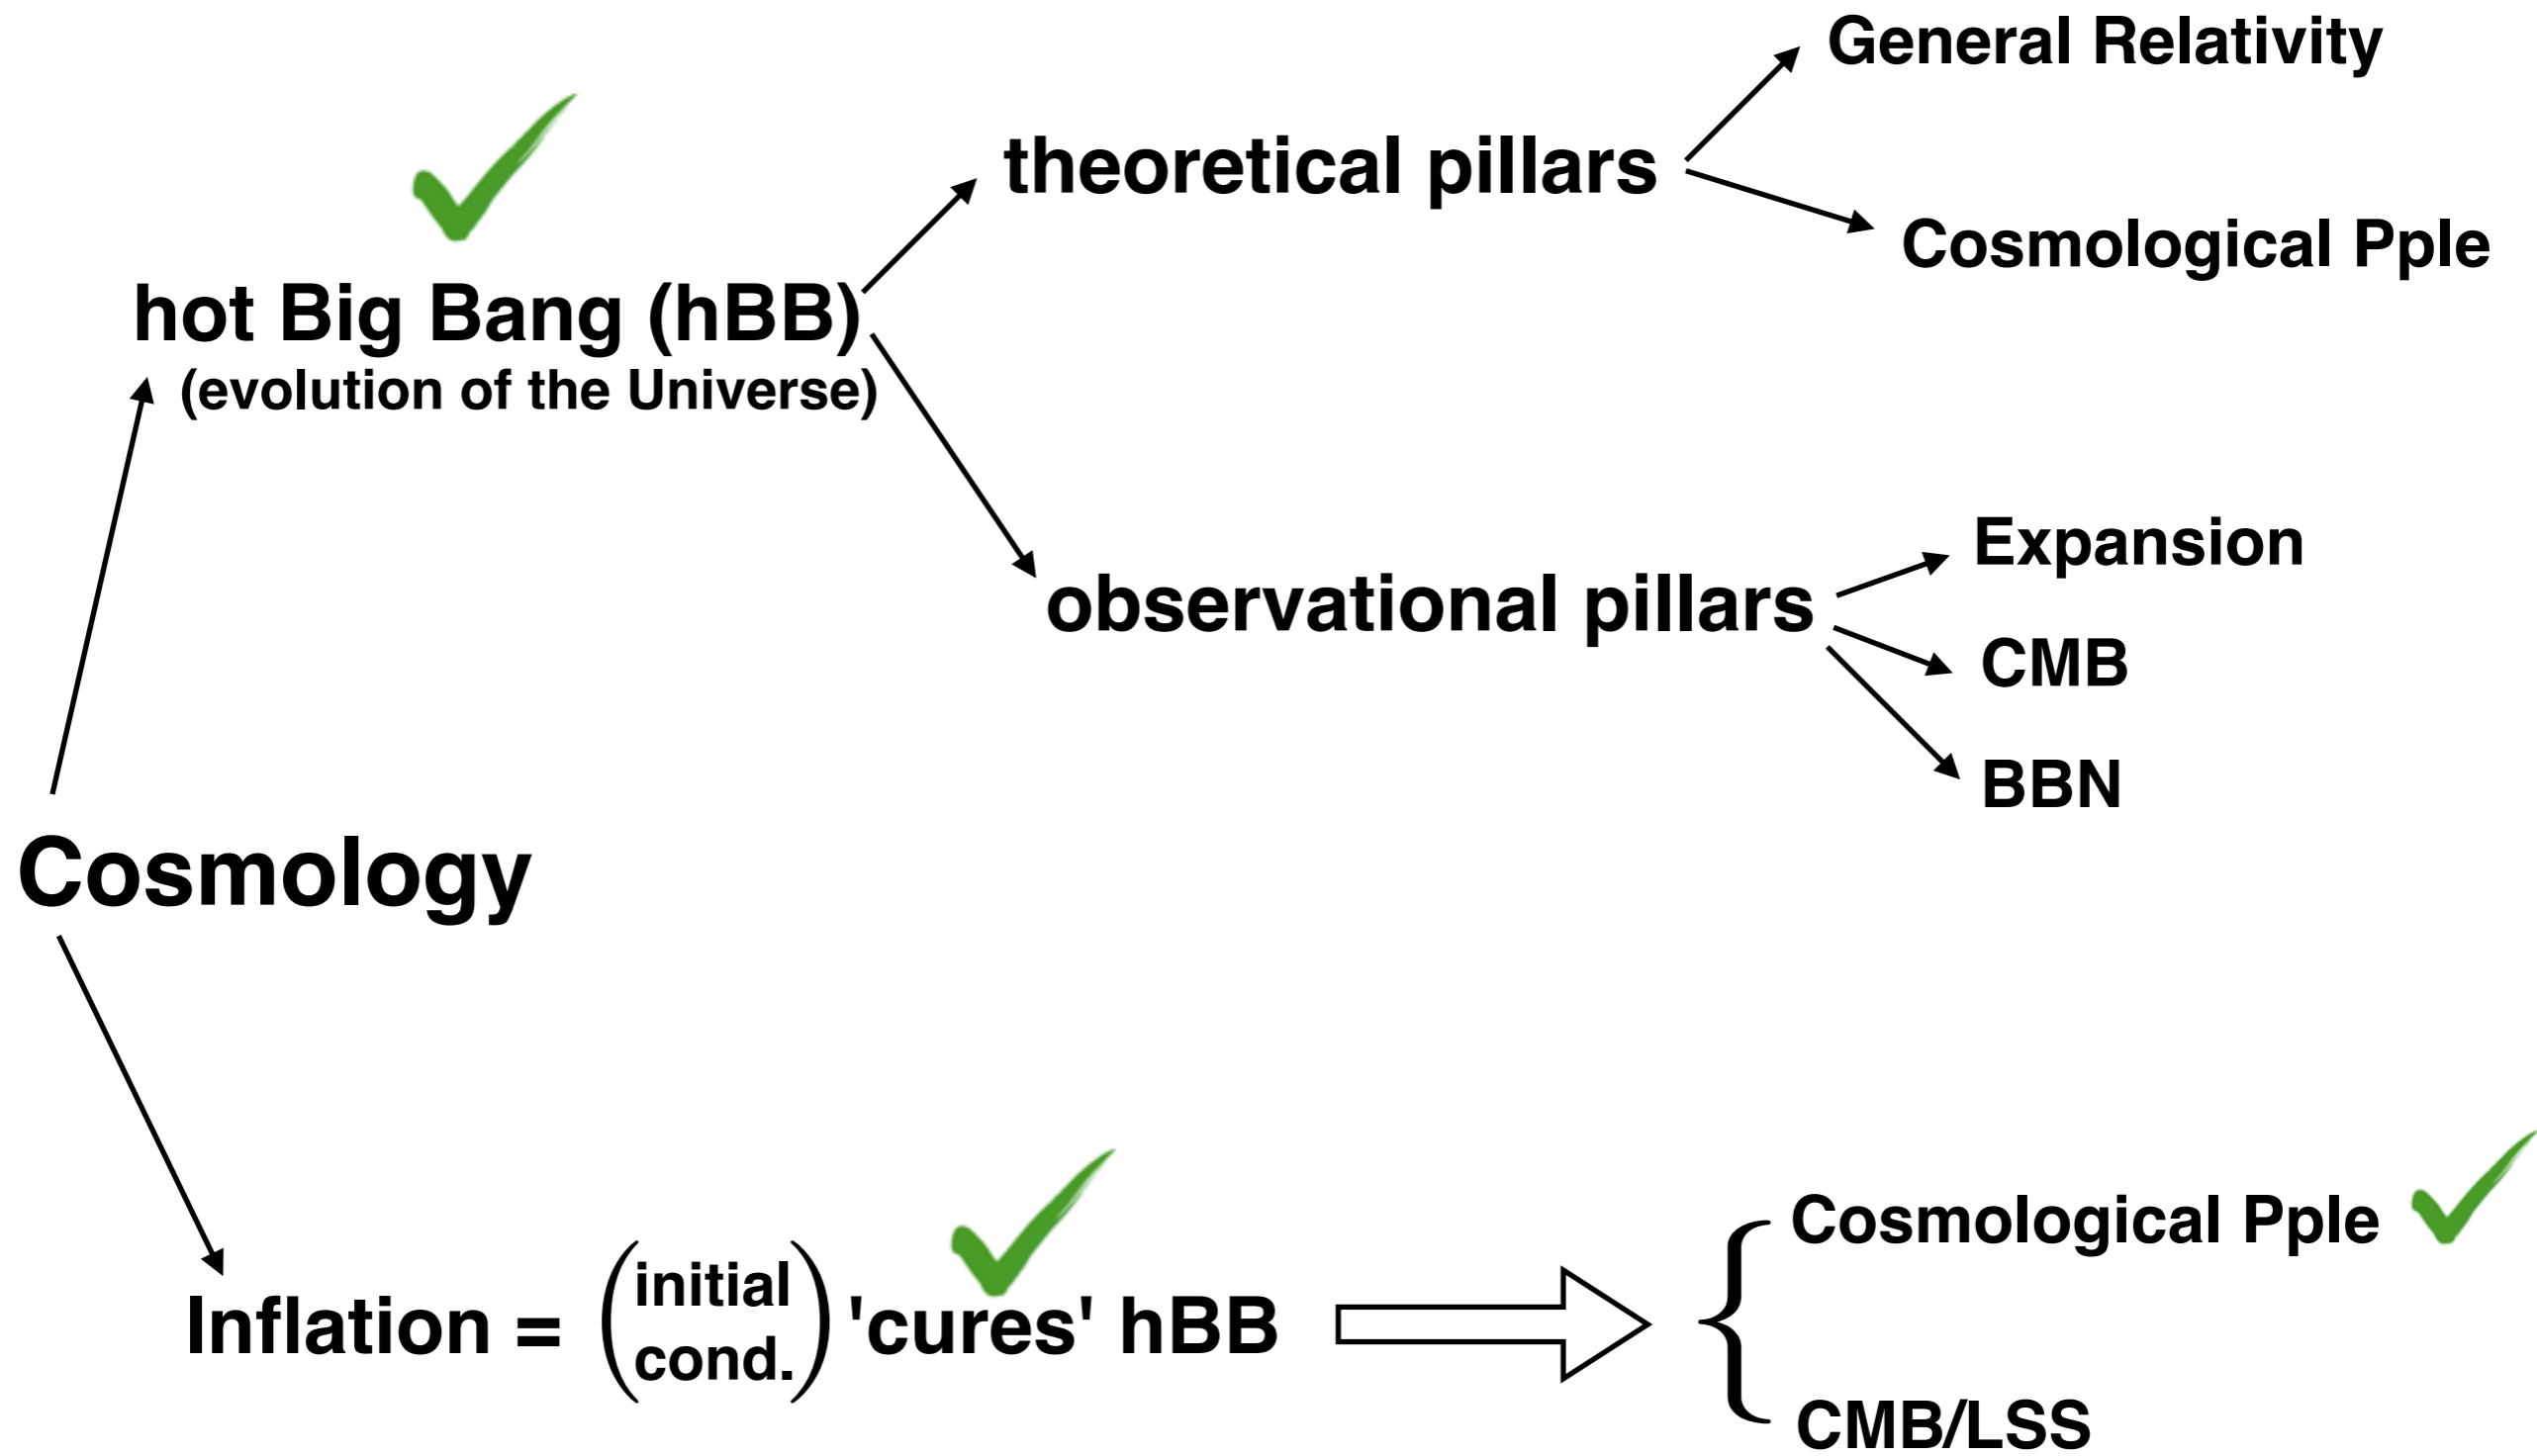 General Relativity
theoretical pillars
Cosmological Pple
hot Big Bang (hBB)
(evolution of the Universe)
Expansion
observational pillars
CMB
BBN
Cosmology
Inflation = (initial cond.) 'cures' hBB
Cosmological Pple
CMB/LSS